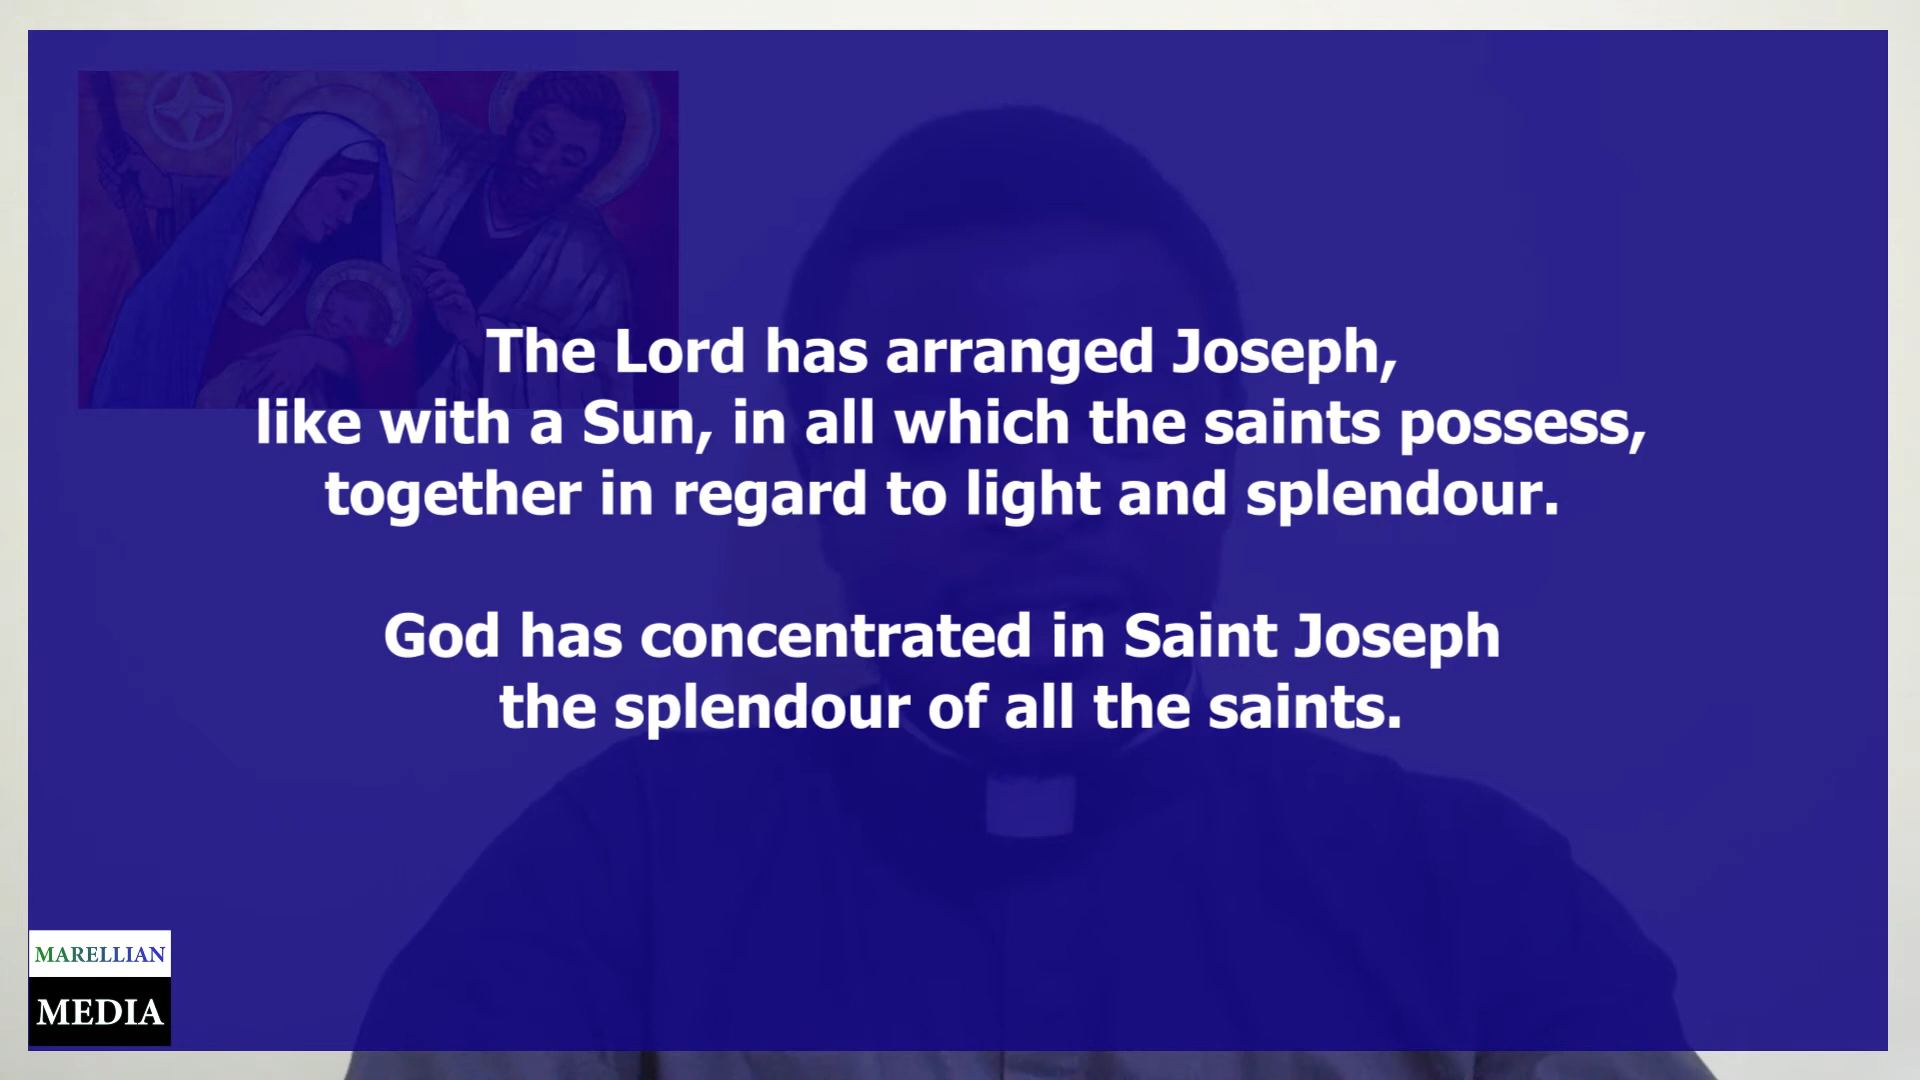 The Lord has arranged Joseph,
like with a Sun, in all which the saints possess,
together in regard to light and splendour.
God has concentrated in Saint Joseph
the splendour of all the saints.
MARELLIAN
MEDIA